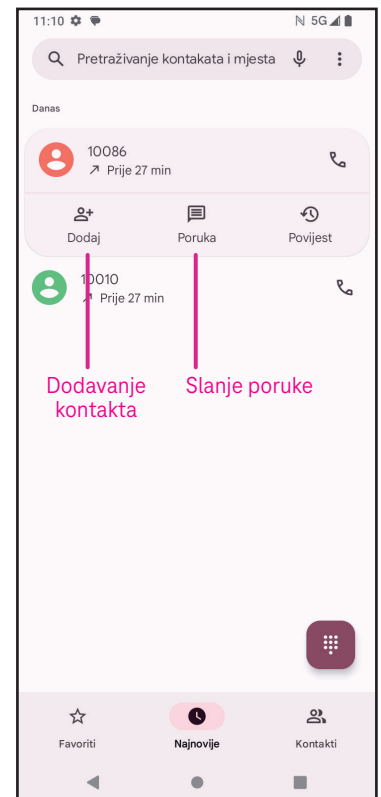 11:10 5G
Pretraživanje kontakata i mjesta
Danas
10086
Prije 27 min
Dodaj Poruka Povijest
10010
Prije 27 min
Dodavanje kontakta
Slanje poruke
Favoriti Najnovije Kontakti